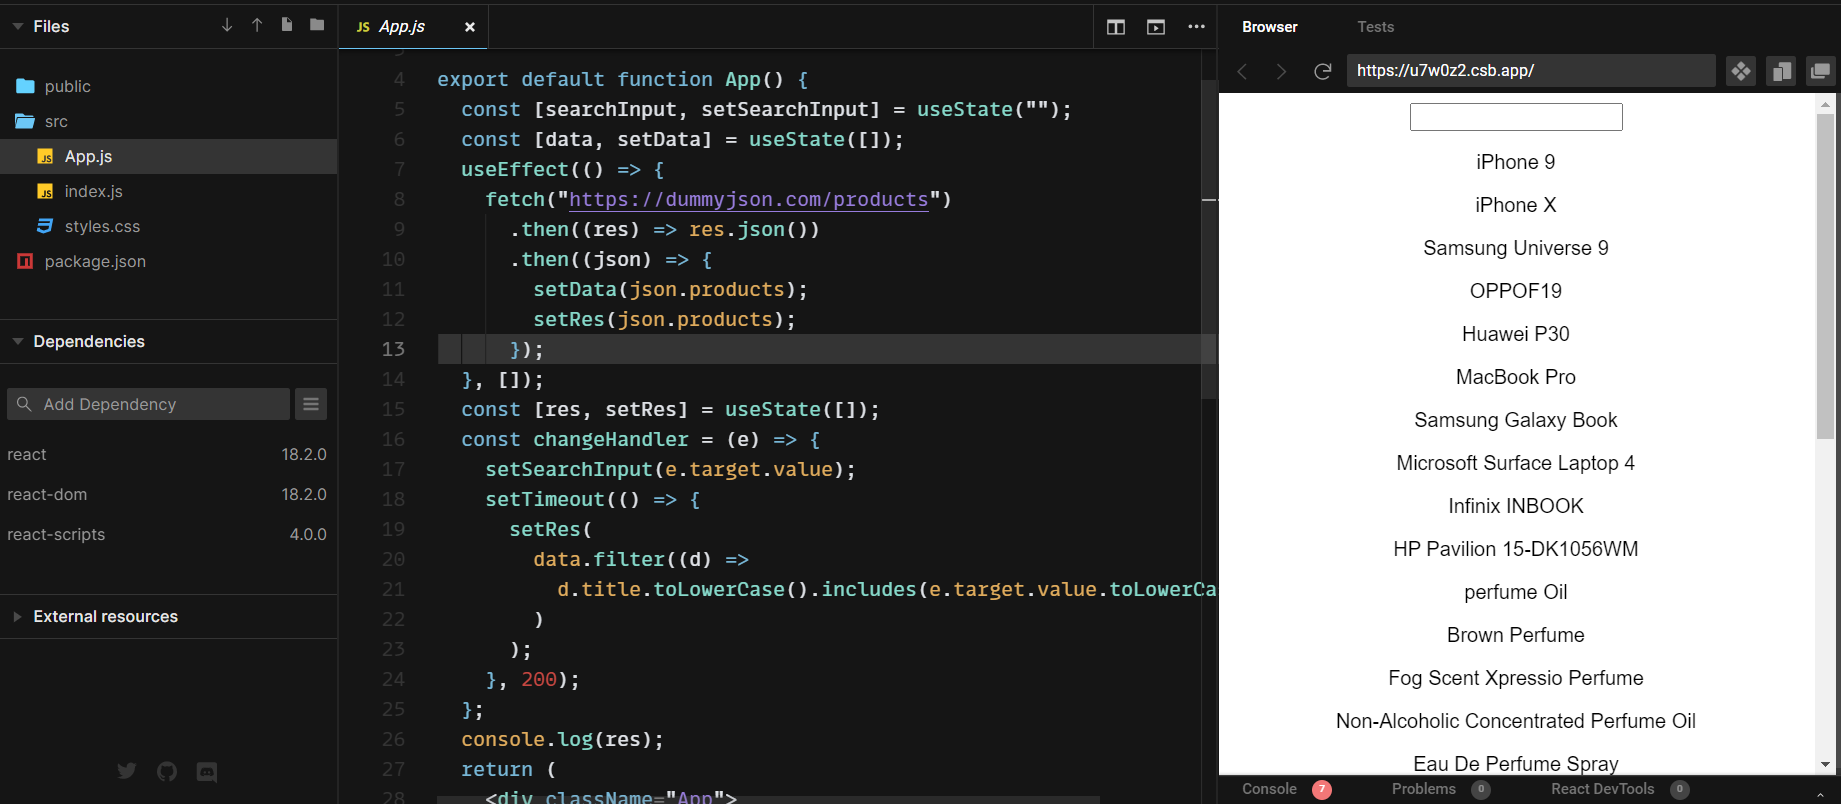 Files
public
src
App.js
index.js
styles.css
package.json
Dependencies
Add Dependency
react 18.2.0
react-dom 18.2.0
react-scripts 4.0.0
External resources
JS App.js ×
4 export default function App() {
5 const [searchInput, setSearchInput] = useState("");
6 const [data, setData] = useState([]);
7 useEffect(() => {
8 fetch("https://dummyjson.com/products")
9 .then((res) => res.json())
10 .then((json) => {
11 setData(json.products);
12 setRes(json.products);
13 });
14 }, []);
15 const [res, setRes] = useState([]);
16 const changeHandler = (e) => {
17 setSearchInput(e.target.value);
18 setTimeout(() => {
19 setRes(
20 data.filter((d) =>
21 d.title.toLowerCase().includes(e.target.value.toLowerCa
22 )
23 );
24 }, 200);
25 };
26 console.log(res);
27 return (
28 <div className="App">
Browser Tests
https://u7w0z2.csb.app/
iPhone 9
iPhone X
Samsung Universe 9
OPPOF19
Huawei P30
MacBook Pro
Samsung Galaxy Book
Microsoft Surface Laptop 4
Infinix INBOOK
HP Pavilion 15-DK1056WM
perfume Oil
Brown Perfume
Fog Scent Xpressio Perfume
Non-Alcoholic Concentrated Perfume Oil
Eau De Perfume Spray
Console 7 Problems 0 React DevTools 0